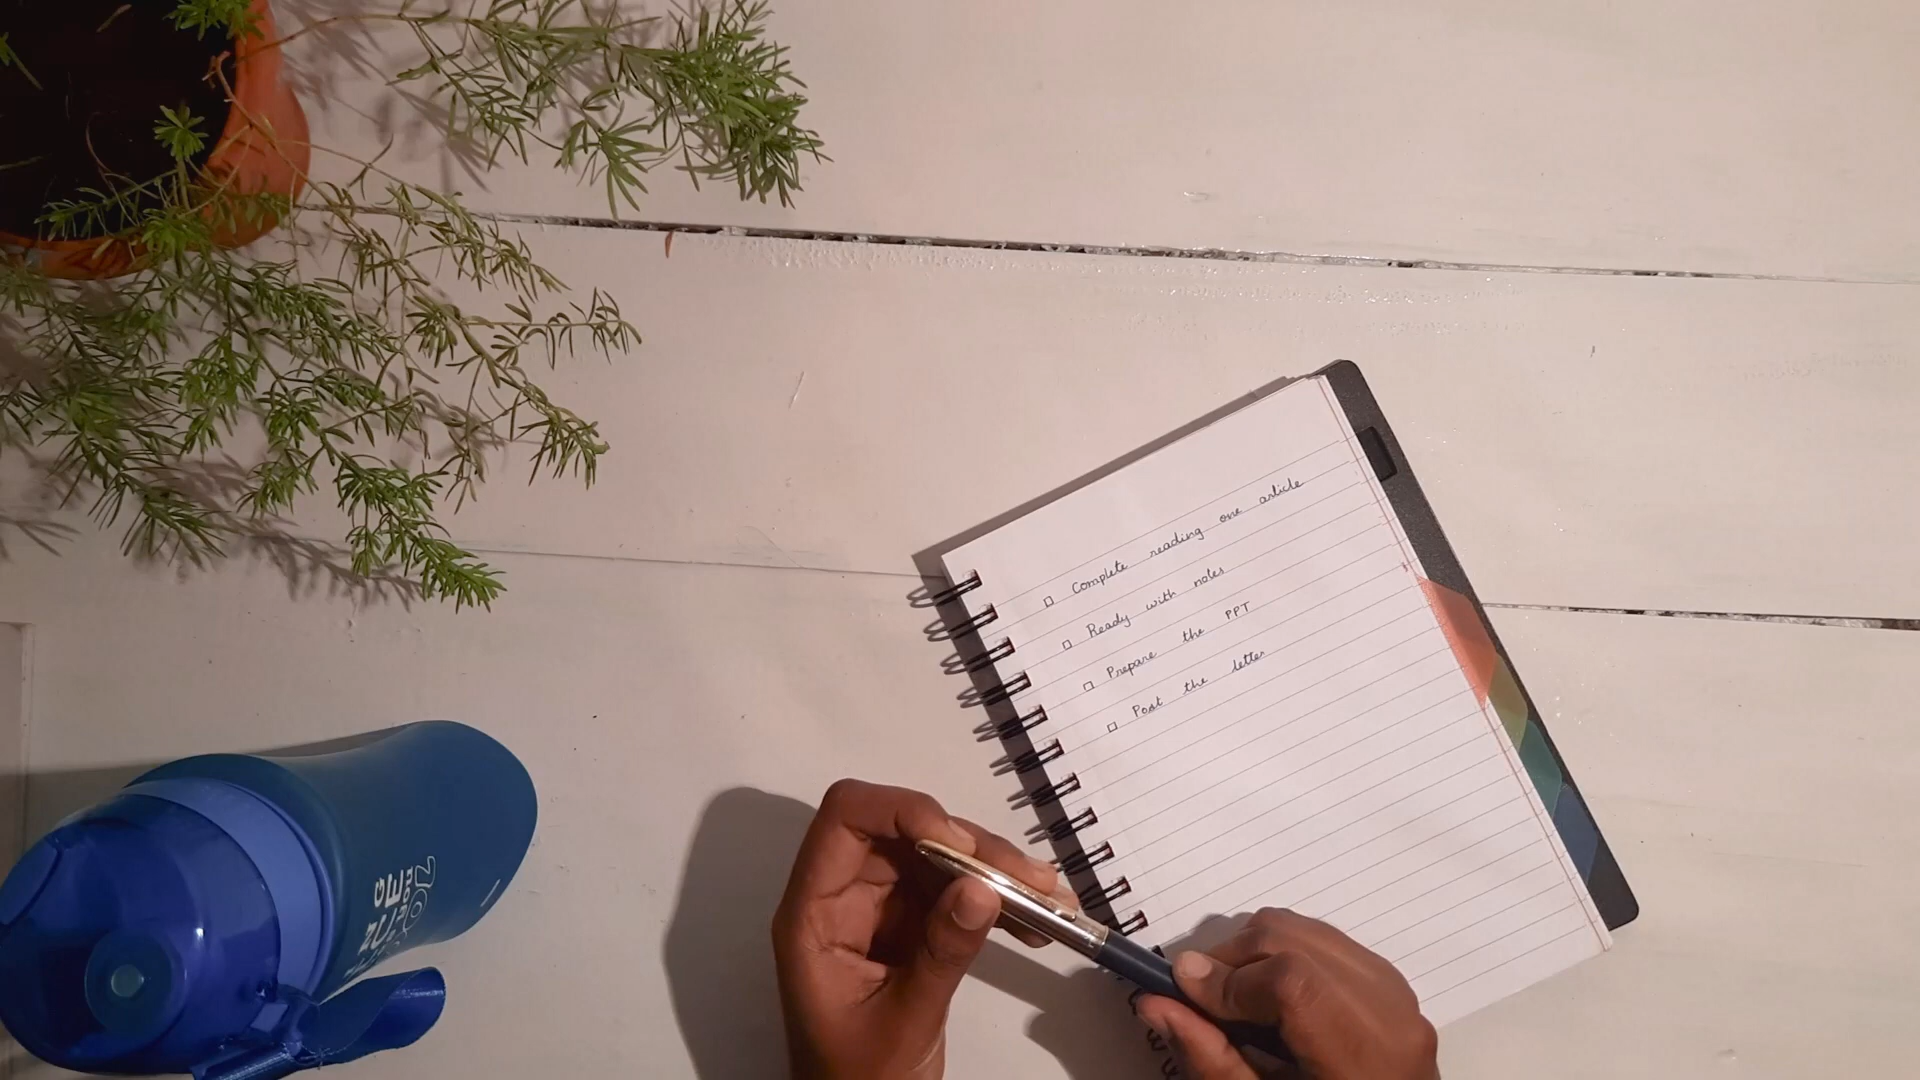 □ Complete reading one article
□ Ready with notes
□ Prepare the PPT
□ Post the letter